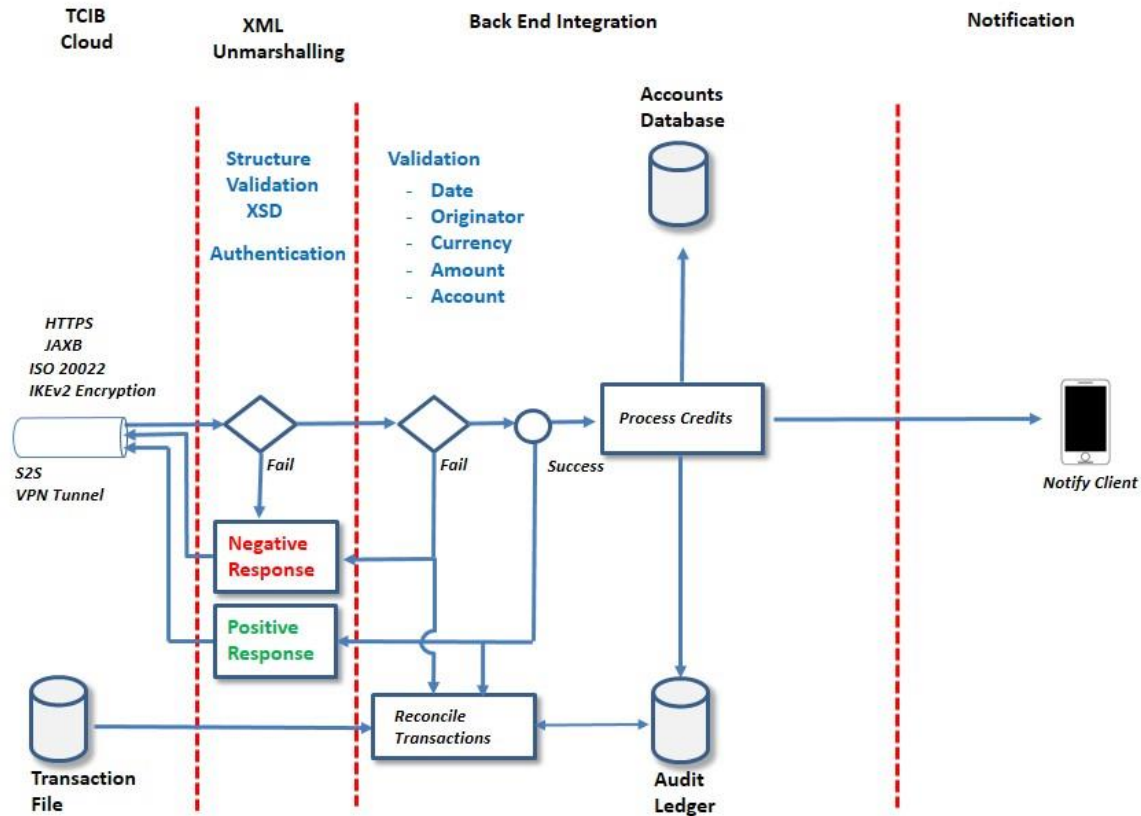 TCIB
Cloud
XML
Unmarshalling
Back End Integration
Notification
Accounts
Database
Structure
Validation
XSD
Authentication
Validation
- Date
- Originator
- Currency
- Amount
- Account
HTTPS
JAXB
ISO 20022
IKEv2 Encryption
S2S
VPN Tunnel
Fail
Fail
Success
Process Credits
Notify Client
Negative
Response
Positive
Response
Reconcile
Transactions
Transaction
File
Audit
Ledger